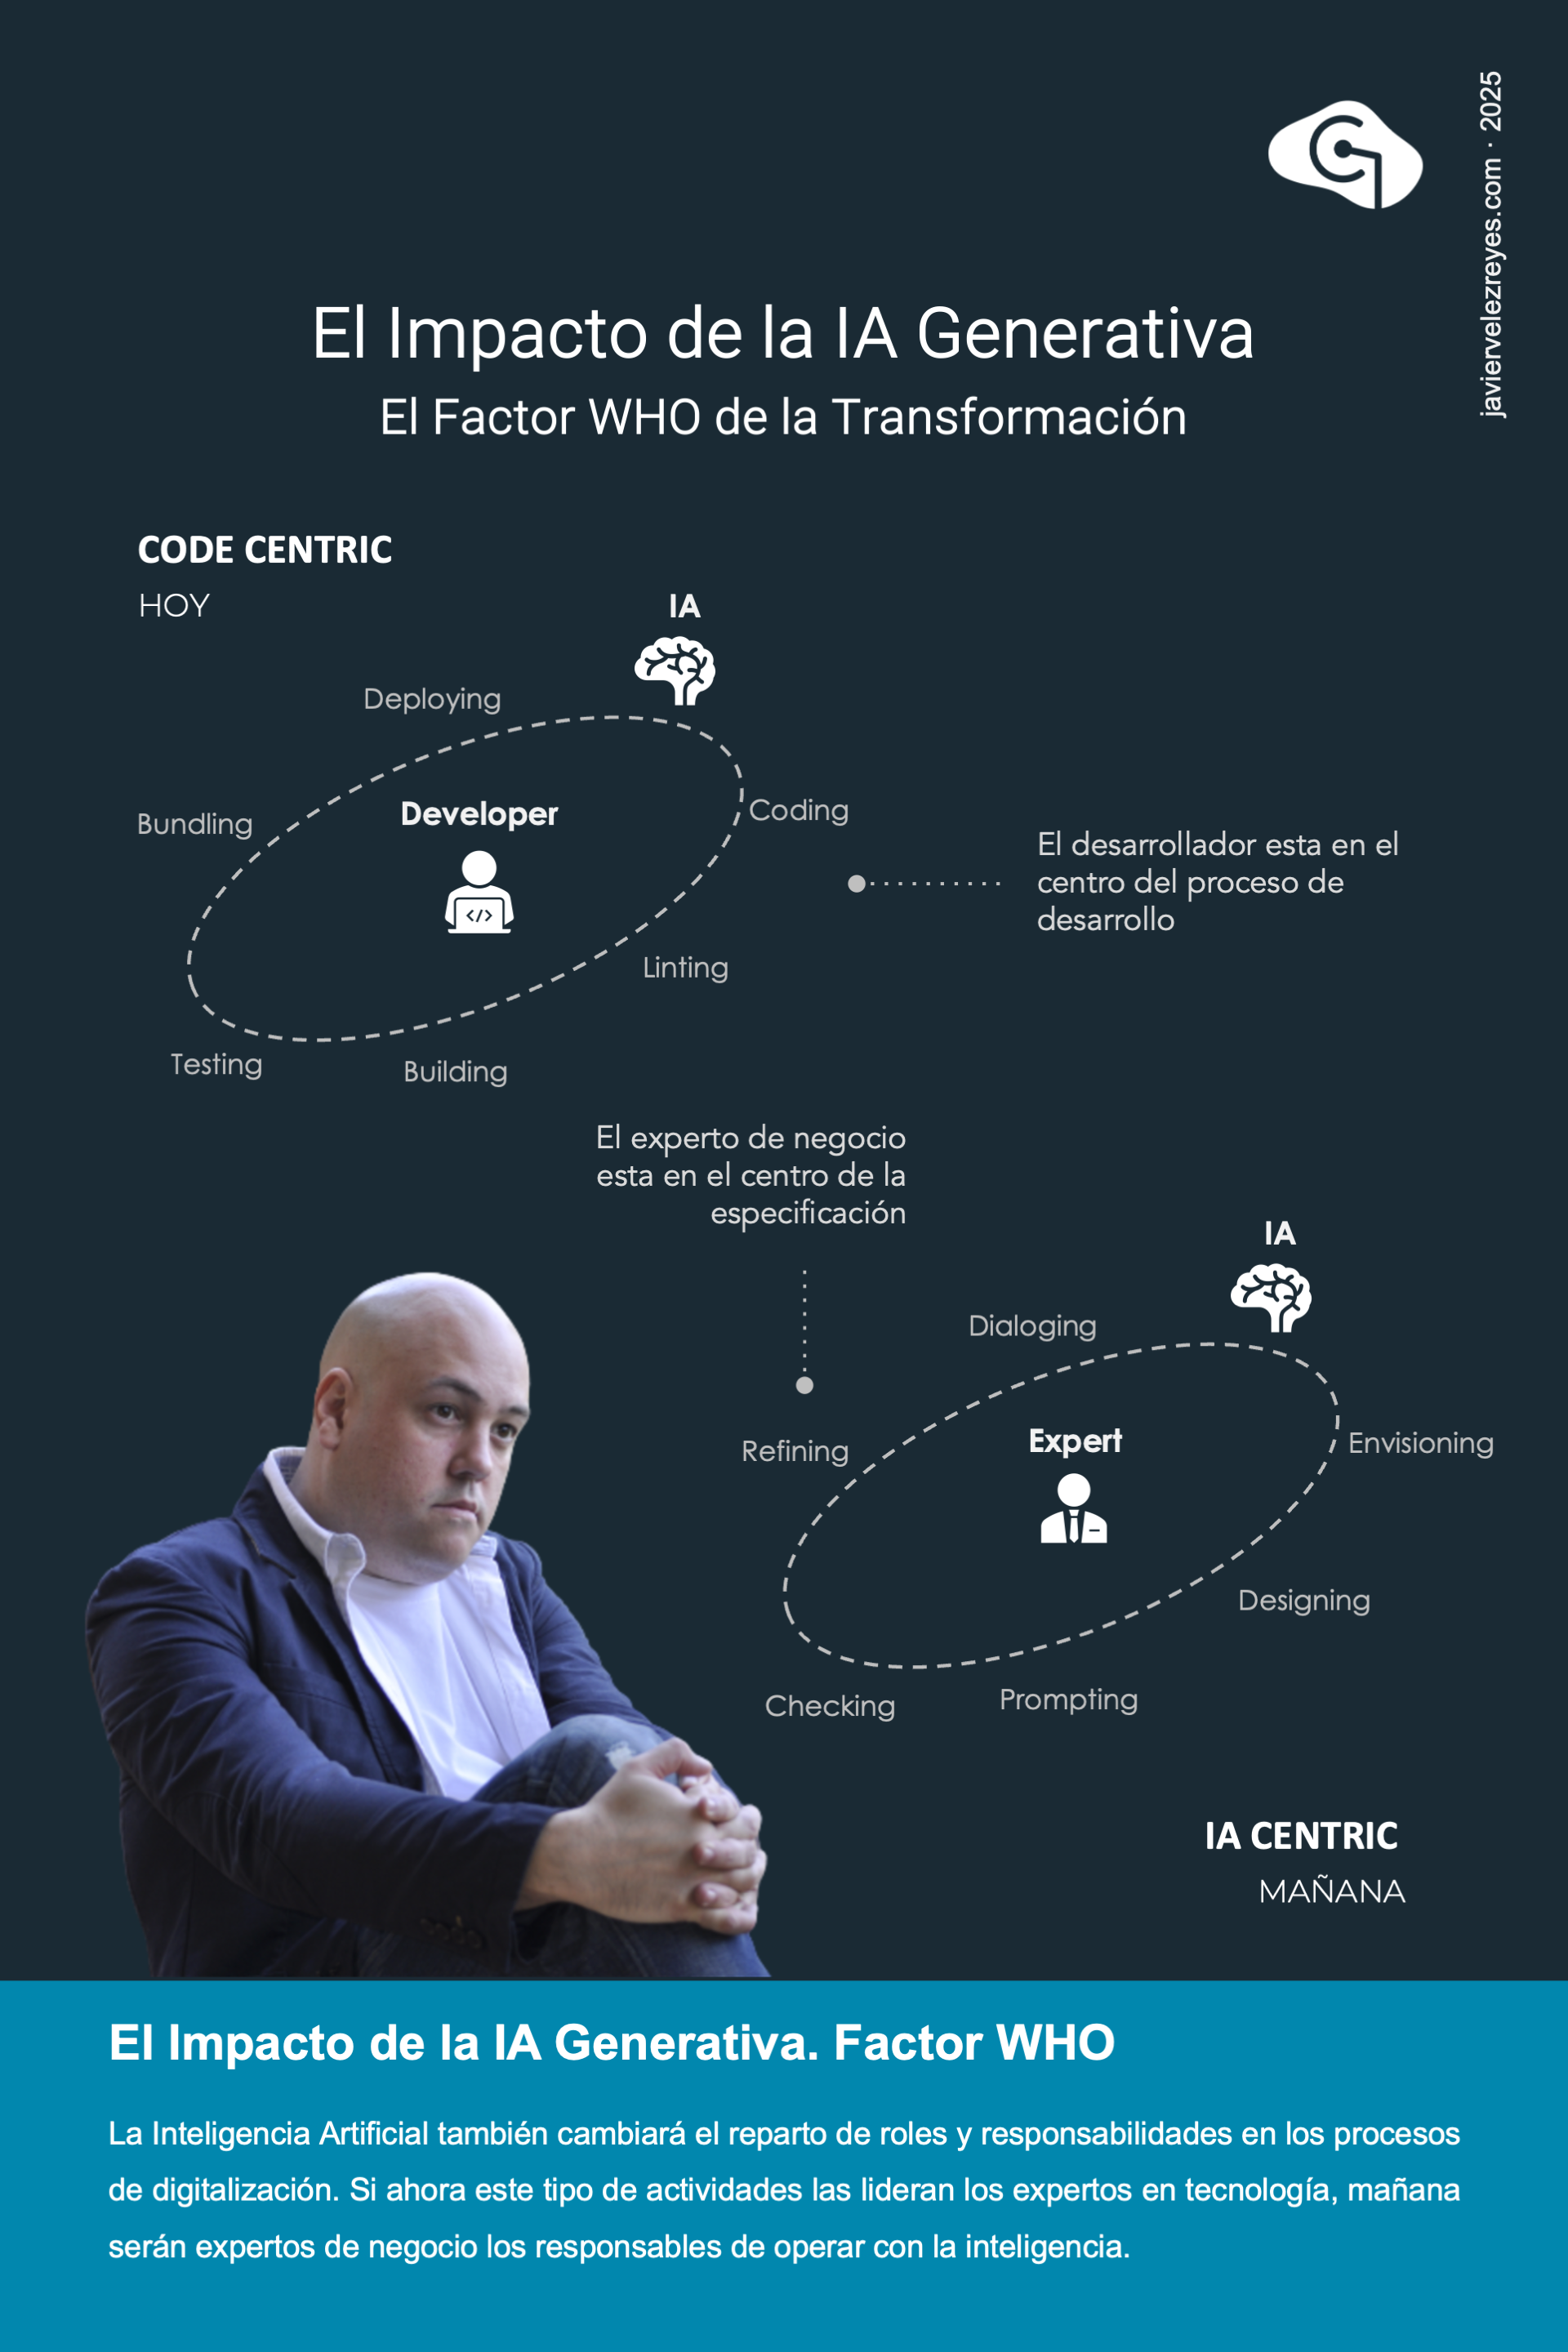 javiervelezreyes.com · 2025
El Impacto de la IA Generativa
El Factor WHO de la Transformación
CODE CENTRIC
HOY
IA
Deploying
Bundling
Developer
Coding
El desarrollador esta en el
centro del proceso de
desarrollo
Linting
Testing
Building
El experto de negocio
esta en el centro de la
especificación
IA
Dialoging
Refining
Expert
Envisioning
Designing
Checking
Prompting
IA CENTRIC
MAÑANA
El Impacto de la IA Generativa. Factor WHO
La Inteligencia Artificial también cambiará el reparto de roles y responsabilidades en los procesos
de digitalización. Si ahora este tipo de actividades las lideran los expertos en tecnología, mañana
serán expertos de negocio los responsables de operar con la inteligencia.